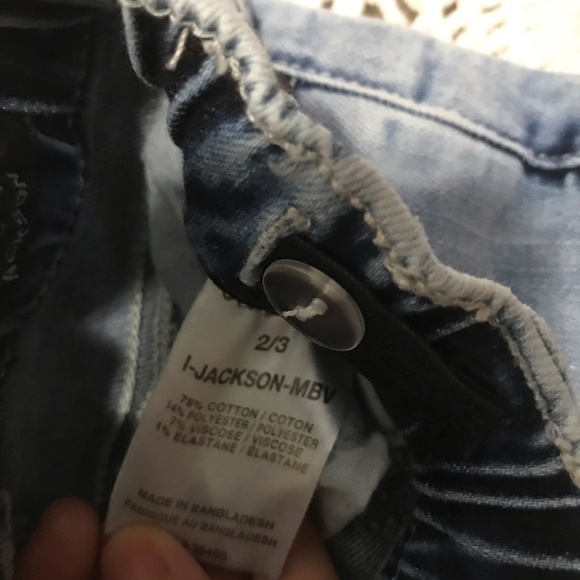 2/3
I-JACKSON-MBV
78% COTTON / COTON
14% POLYESTER / POLYESTER
7% VISCOSE / VISCOSE
1% ELASTANE / ÉLASTANE
MADE IN BANGLADESH
FABRIQUÉ AU BANGLADESH